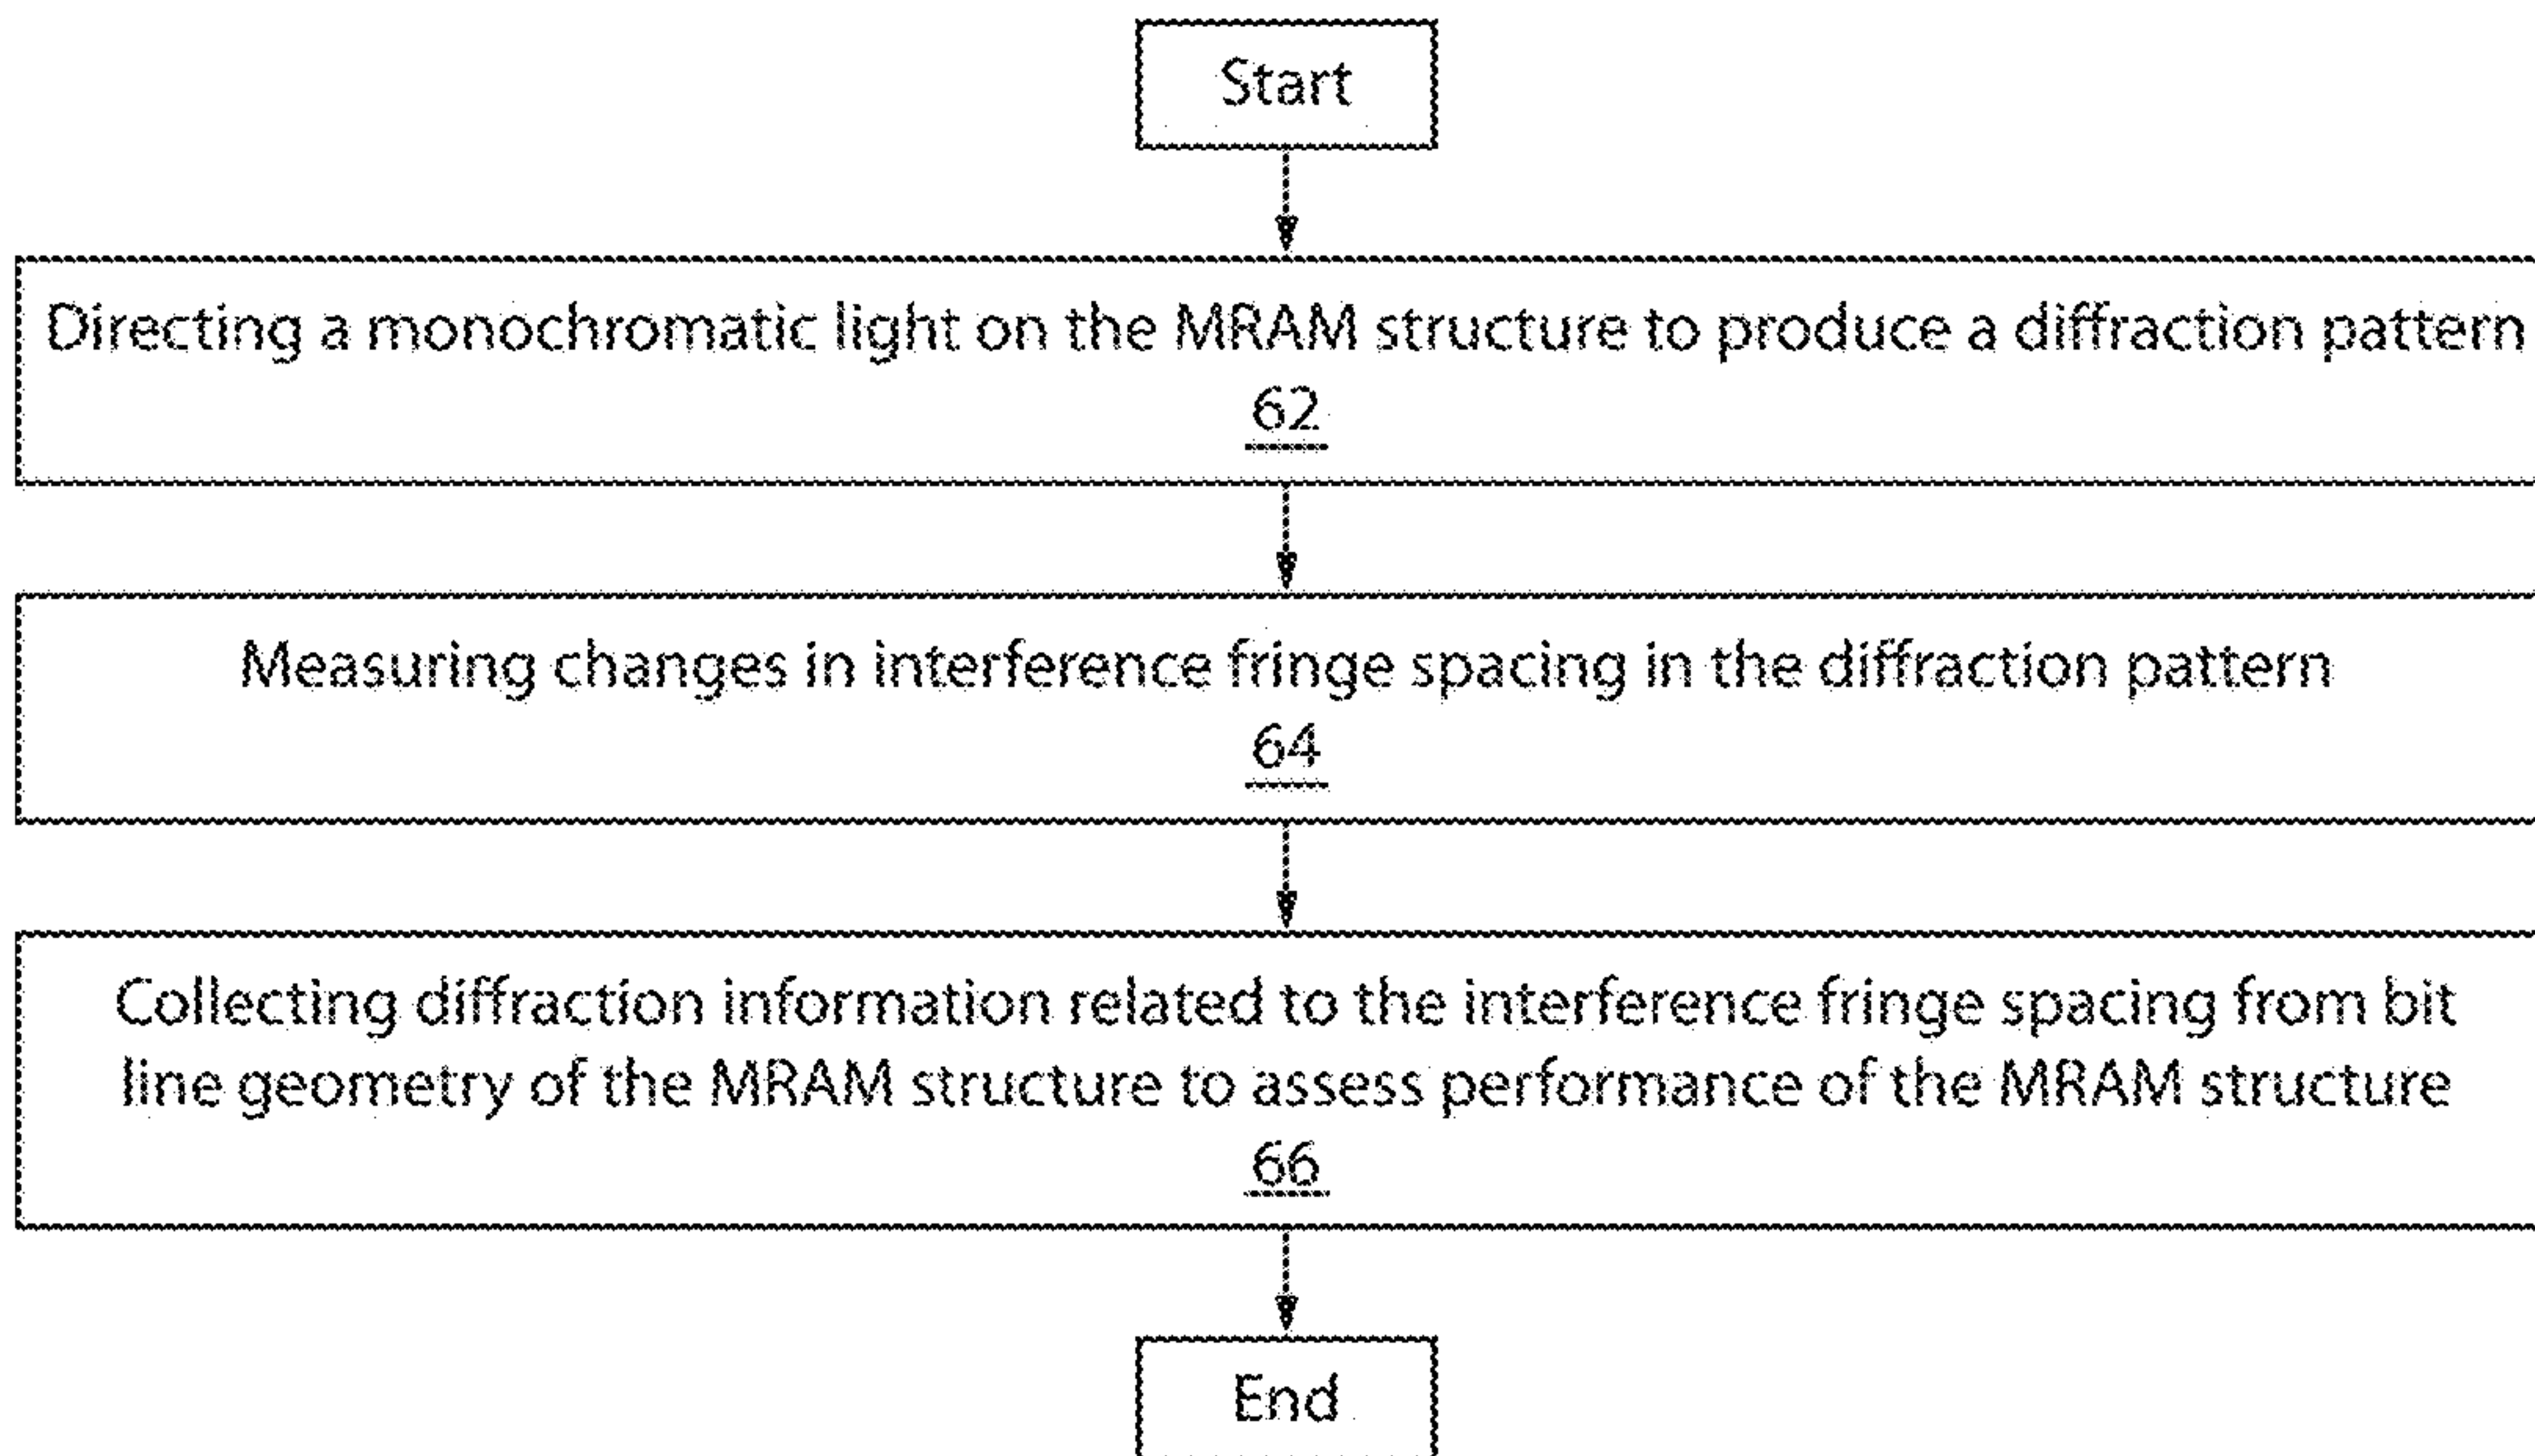 Start
Directing a monochromatic light on the MRAM structure to produce a diffraction pattern
62
Measuring changes in interference fringe spacing in the diffraction pattern
64
Collecting diffraction information related to the interference fringe spacing from bit
line geometry of the MRAM structure to assess performance of the MRAM structure
66
End